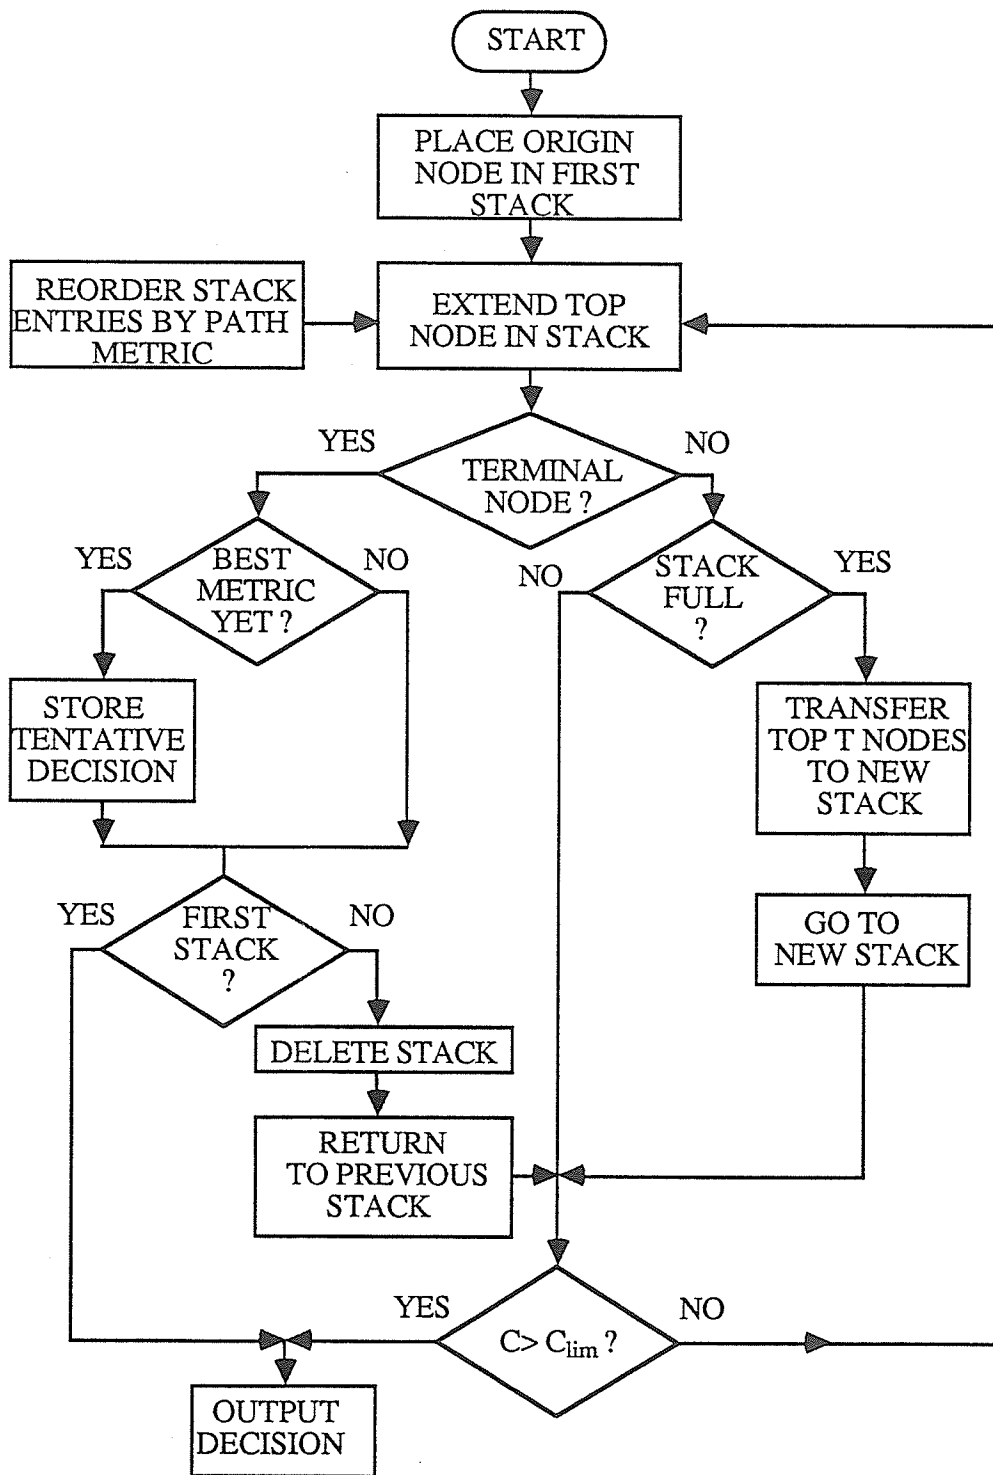 START
PLACE ORIGIN
NODE IN FIRST
STACK
REORDER STACK
ENTRIES BY PATH
METRIC
EXTEND TOP
NODE IN STACK
YES
NO
TERMINAL
NODE ?
YES
BEST
METRIC
YET ?
NO
NO
STACK
FULL
?
YES
STORE
TENTATIVE
DECISION
TRANSFER
TOP T NODES
TO NEW
STACK
YES
FIRST
STACK
?
NO
GO TO
NEW STACK
DELETE STACK
RETURN
TO PREVIOUS
STACK
YES
C> Clim ?
NO
OUTPUT
DECISION